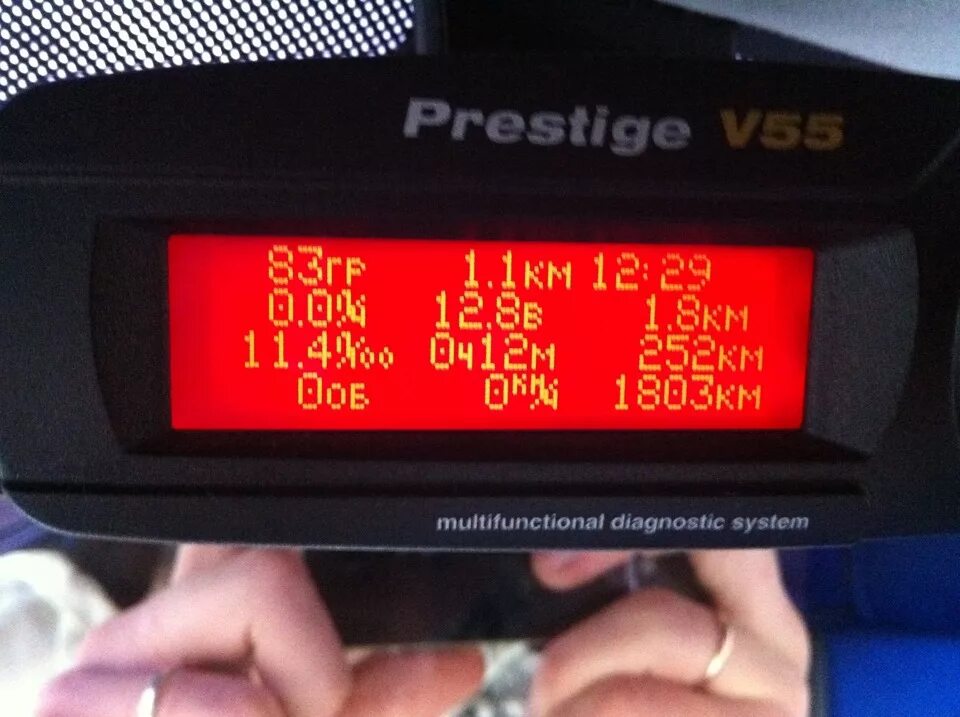 Prestige V55
83гр 1.1км 12:29
0.0% 12.8в 1.8км
11.4%оо 0ч12м 252км
0об 0км/ч 1803км
multifunctional diagnostic system